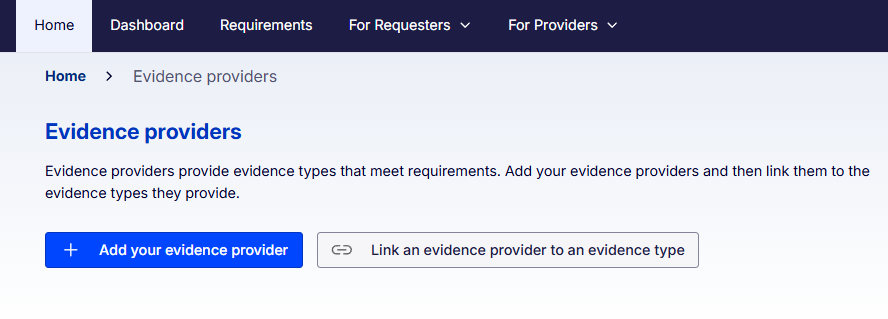 Home Dashboard Requirements For Requesters For Providers
Home Evidence providers
Evidence providers
Evidence providers provide evidence types that meet requirements. Add your evidence providers and then link them to the
evidence types they provide.
Add your evidence provider Link an evidence provider to an evidence type